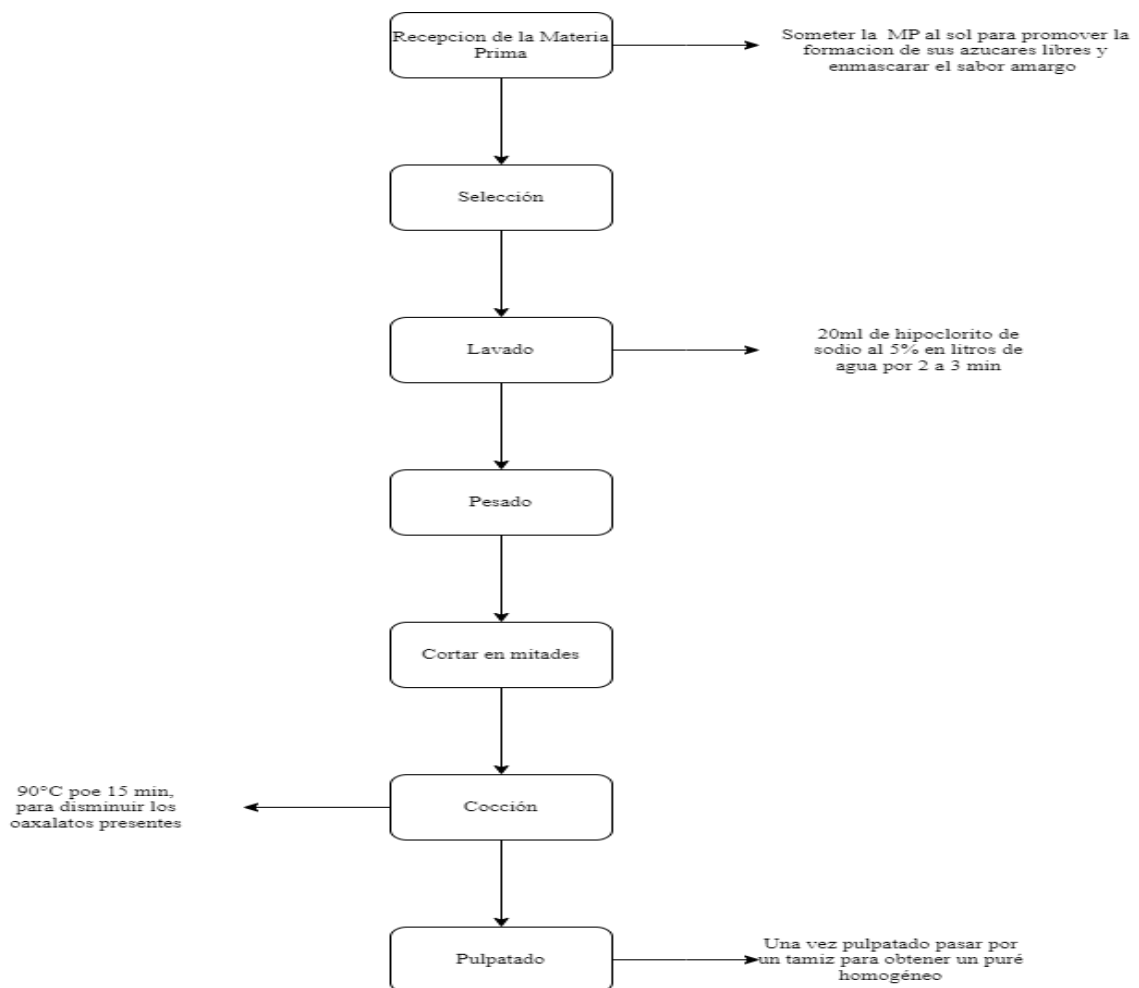 Recepcion de la Materia
Prima
Someter la MP al sol para promover la
formacion de sus azucares libres y
enmascarar el sabor amargo
Selección
Lavado
20ml de hipoclorito de
sodio al 5% en litros de
agua por 2 a 3 min
Pesado
Cortar en mitades
90°C poe 15 min,
para disminuir los
oaxalatos presentes
Cocción
Pulpatado
Una vez pulpatado pasar por
un tamiz para obtener un puré
homogéneo